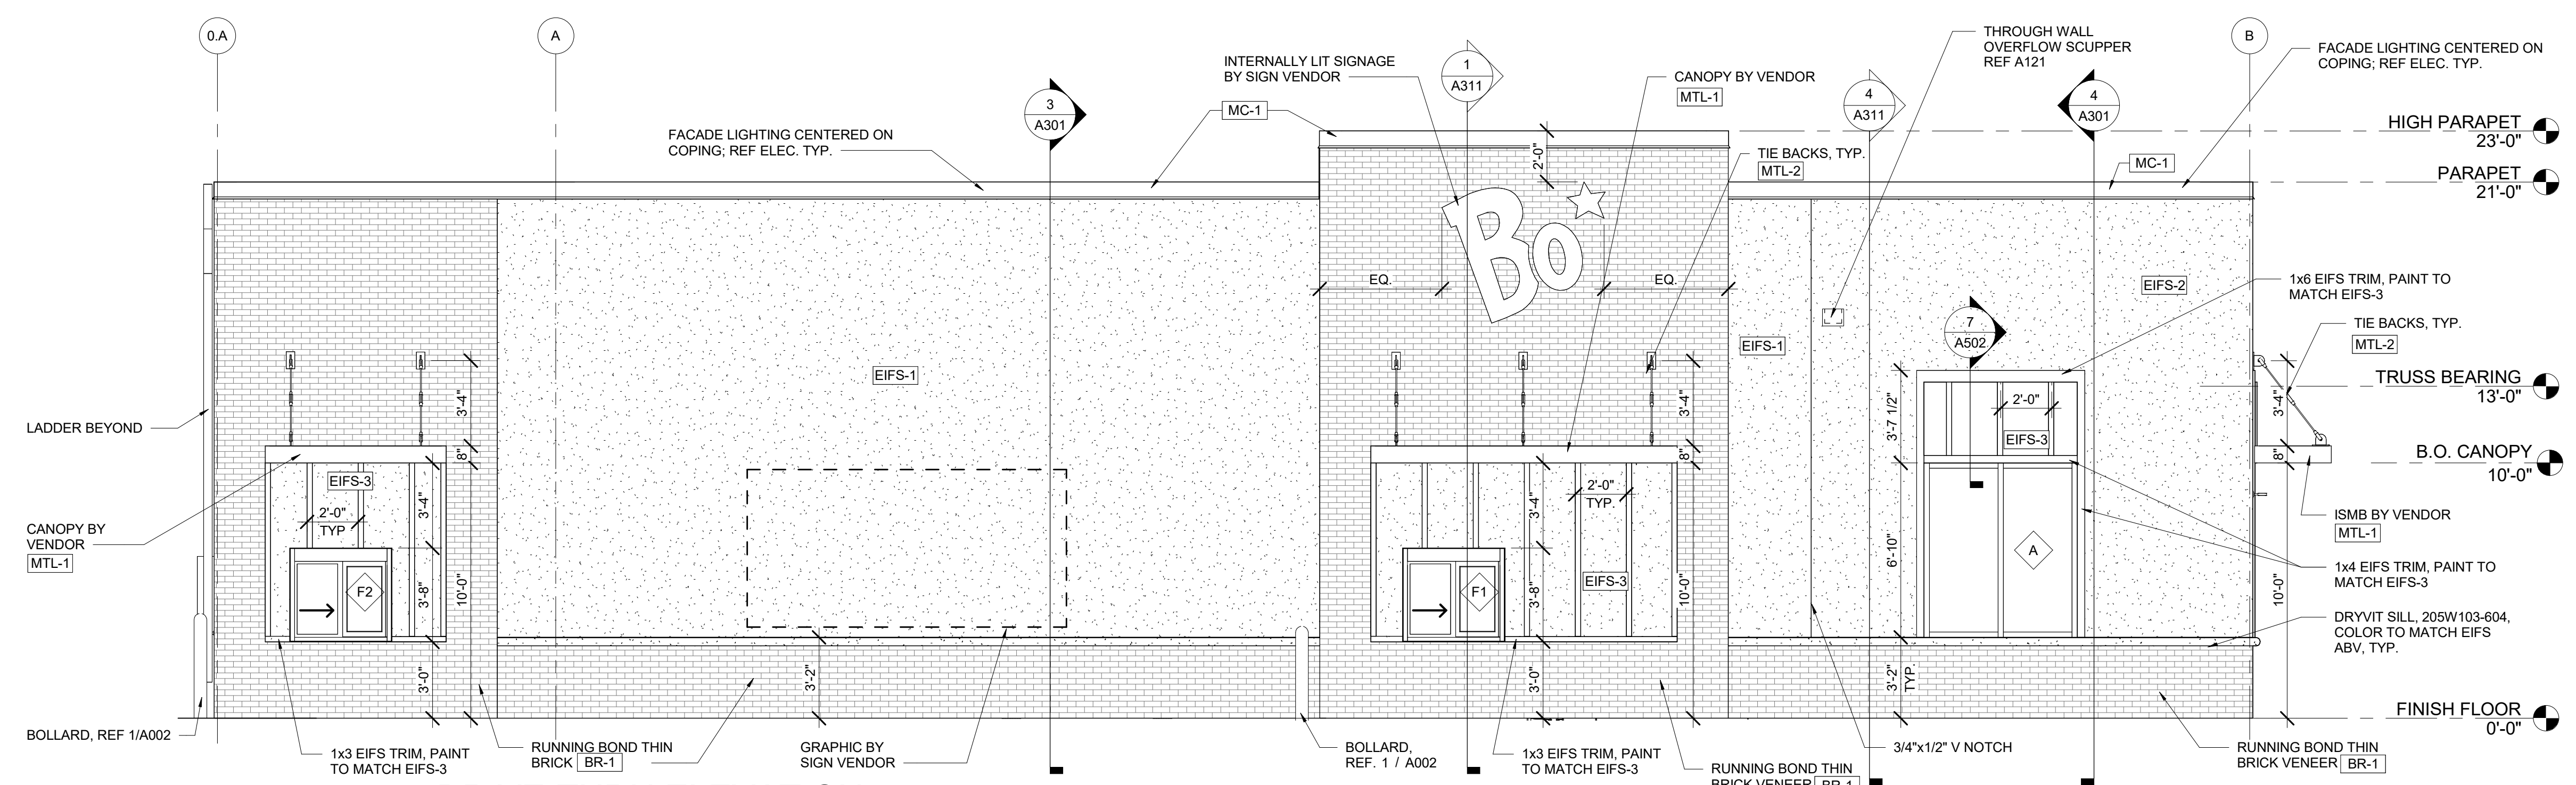 0.A
A
B
INTERNALLY LIT SIGNAGE
BY SIGN VENDOR
1
A311
CANOPY BY VENDOR
MTL-1
THROUGH WALL
OVERFLOW SCUPPER
REF A121
FACADE LIGHTING CENTERED ON
COPING; REF ELEC. TYP.
3
A301
MC-1
4
A311
4
A301
FACADE LIGHTING CENTERED ON
COPING; REF ELEC. TYP.
HIGH PARAPET
23'-0"
2'-0"
TIE BACKS, TYP.
MTL-2
MC-1
PARAPET
21'-0"
Bo
EQ.
EQ.
EIFS-2
1x6 EIFS TRIM, PAINT TO
MATCH EIFS-3
7
A502
EIFS-1
EIFS-1
TIE BACKS, TYP.
MTL-2
TRUSS BEARING
13'-0"
LADDER BEYOND
3'-4"
3'-4"
3'-7 1/2"
2'-0"
3'-4"
EIFS-3
8"
8"
8"
B.O. CANOPY
10'-0"
EIFS-3
2'-0"
TYP
3'-4"
3'-4"
2'-0"
TYP.
CANOPY BY
VENDOR
MTL-1
ISMB BY VENDOR
MTL-1
6'-10"
A
F2
3'-8"
10'-0"
F1
3'-8"
EIFS-3
10'-0"
10'-0"
1x4 EIFS TRIM, PAINT TO
MATCH EIFS-3
DRYVIT SILL, 205W103-604,
COLOR TO MATCH EIFS
ABV, TYP.
3'-0"
3'-2"
3'-0"
3'-2"
TYP.
FINISH FLOOR
0'-0"
BOLLARD, REF 1/A002
1x3 EIFS TRIM, PAINT
TO MATCH EIFS-3
RUNNING BOND THIN
BRICK BR-1
GRAPHIC BY
SIGN VENDOR
BOLLARD,
REF. 1 / A002
1x3 EIFS TRIM, PAINT
TO MATCH EIFS-3
RUNNING BOND THIN
BRICK VENEER BR-1
3/4"x1/2" V NOTCH
RUNNING BOND THIN
BRICK VENEER BR-1